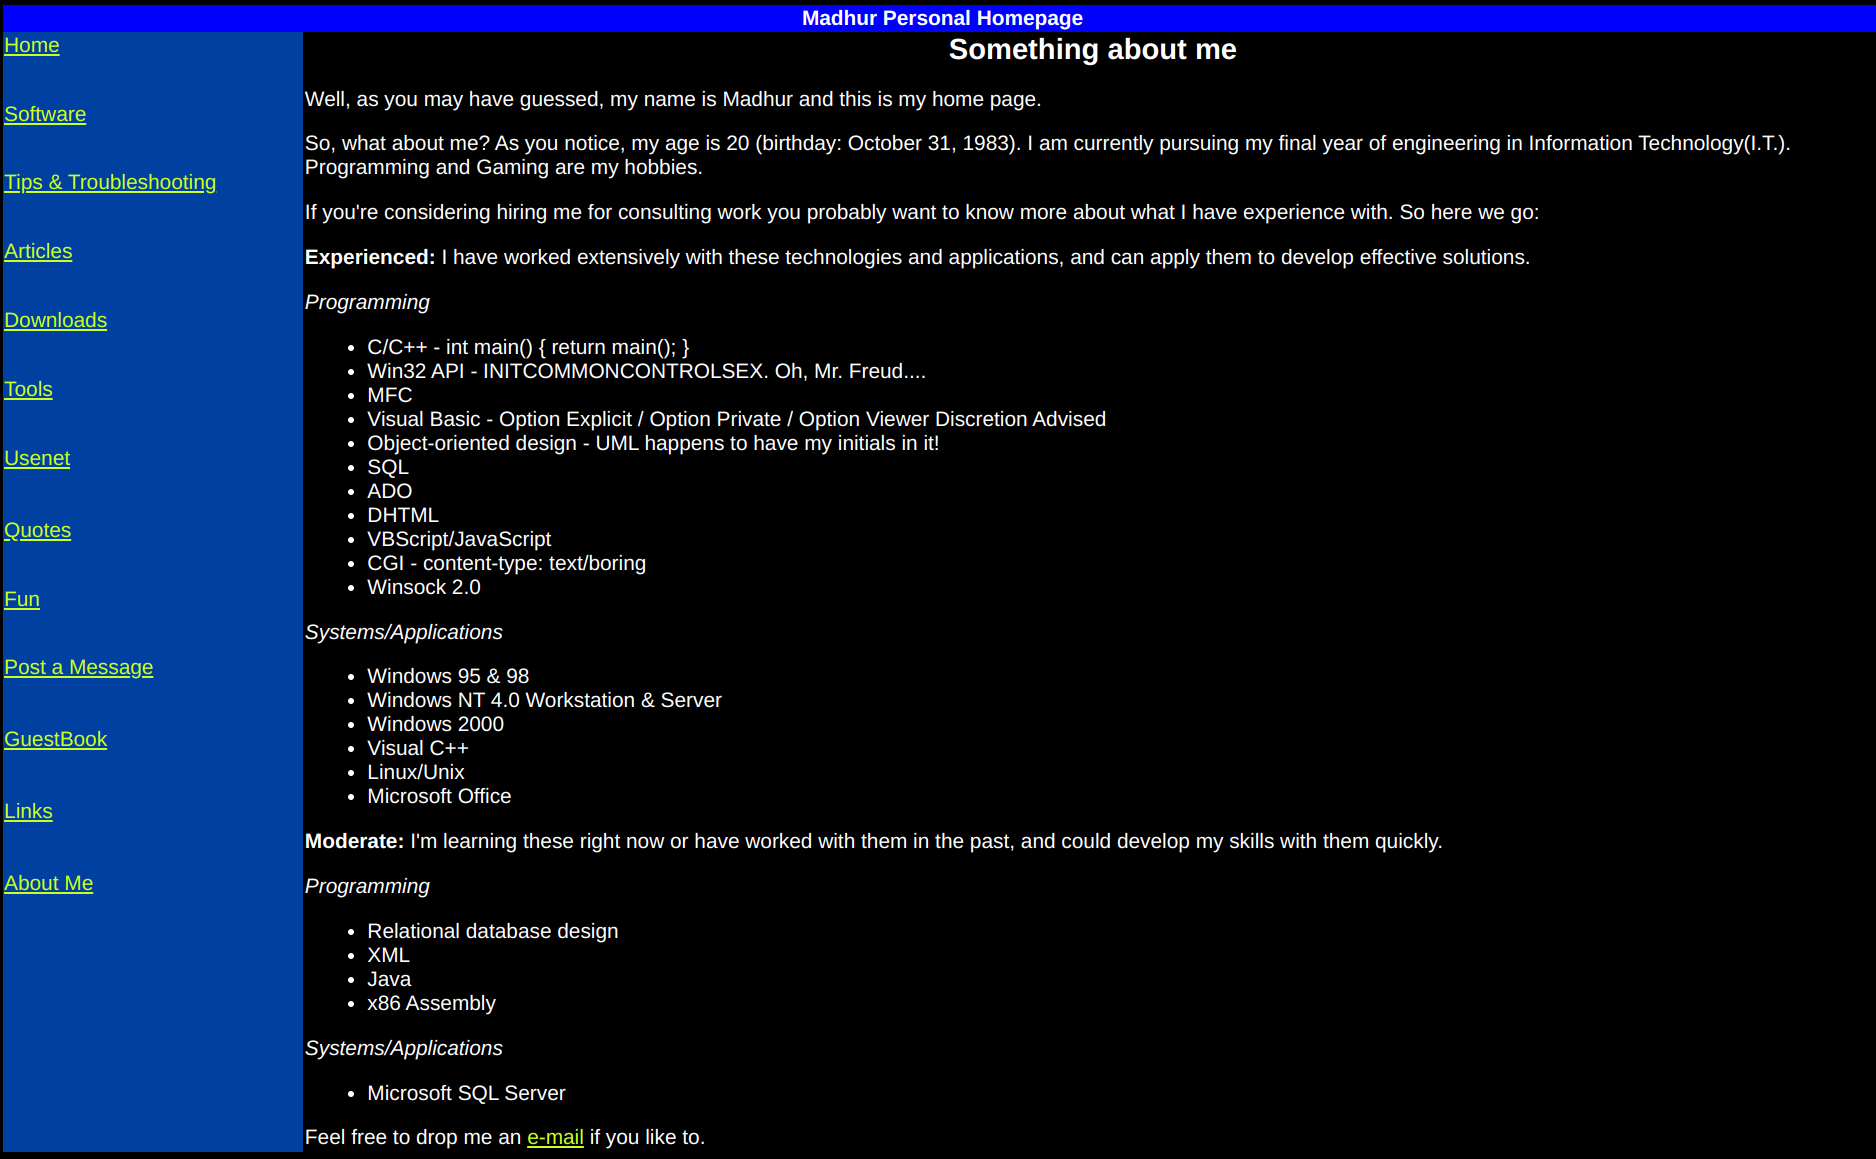 Madhur Personal Homepage
Home
Software
Tips & Troubleshooting
Articles
Downloads
Tools
Usenet
Quotes
Fun
Post a Message
GuestBook
Links
About Me
Something about me
Well, as you may have guessed, my name is Madhur and this is my home page.
So, what about me? As you notice, my age is 20 (birthday: October 31, 1983). I am currently pursuing my final year of engineering in Information Technology(I.T.).
Programming and Gaming are my hobbies.
If you're considering hiring me for consulting work you probably want to know more about what I have experience with. So here we go:
Experienced: I have worked extensively with these technologies and applications, and can apply them to develop effective solutions.
Programming
• C/C++ - int main() { return main(); }
• Win32 API - INITCOMMONCONTROLSEX. Oh, Mr. Freud....
• MFC
• Visual Basic - Option Explicit / Option Private / Option Viewer Discretion Advised
• Object-oriented design - UML happens to have my initials in it!
• SQL
• ADO
• DHTML
• VBScript/JavaScript
• CGI - content-type: text/boring
• Winsock 2.0
Systems/Applications
• Windows 95 & 98
• Windows NT 4.0 Workstation & Server
• Windows 2000
• Visual C++
• Linux/Unix
• Microsoft Office
Moderate: I'm learning these right now or have worked with them in the past, and could develop my skills with them quickly.
Programming
• Relational database design
• XML
• Java
• x86 Assembly
Systems/Applications
• Microsoft SQL Server
Feel free to drop me an e-mail if you like to.